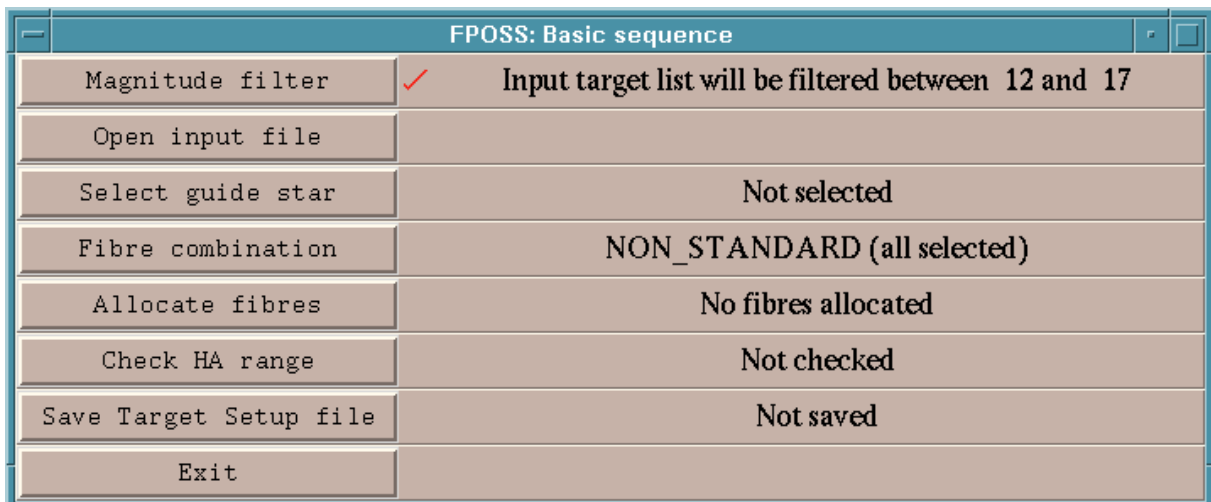 FPOSS: Basic sequence
Magnitude filter Input target list will be filtered between 12 and 17
Open input file
Select guide star Not selected
Fibre combination NON_STANDARD (all selected)
Allocate fibres No fibres allocated
Check HA range Not checked
Save Target Setup file Not saved
Exit